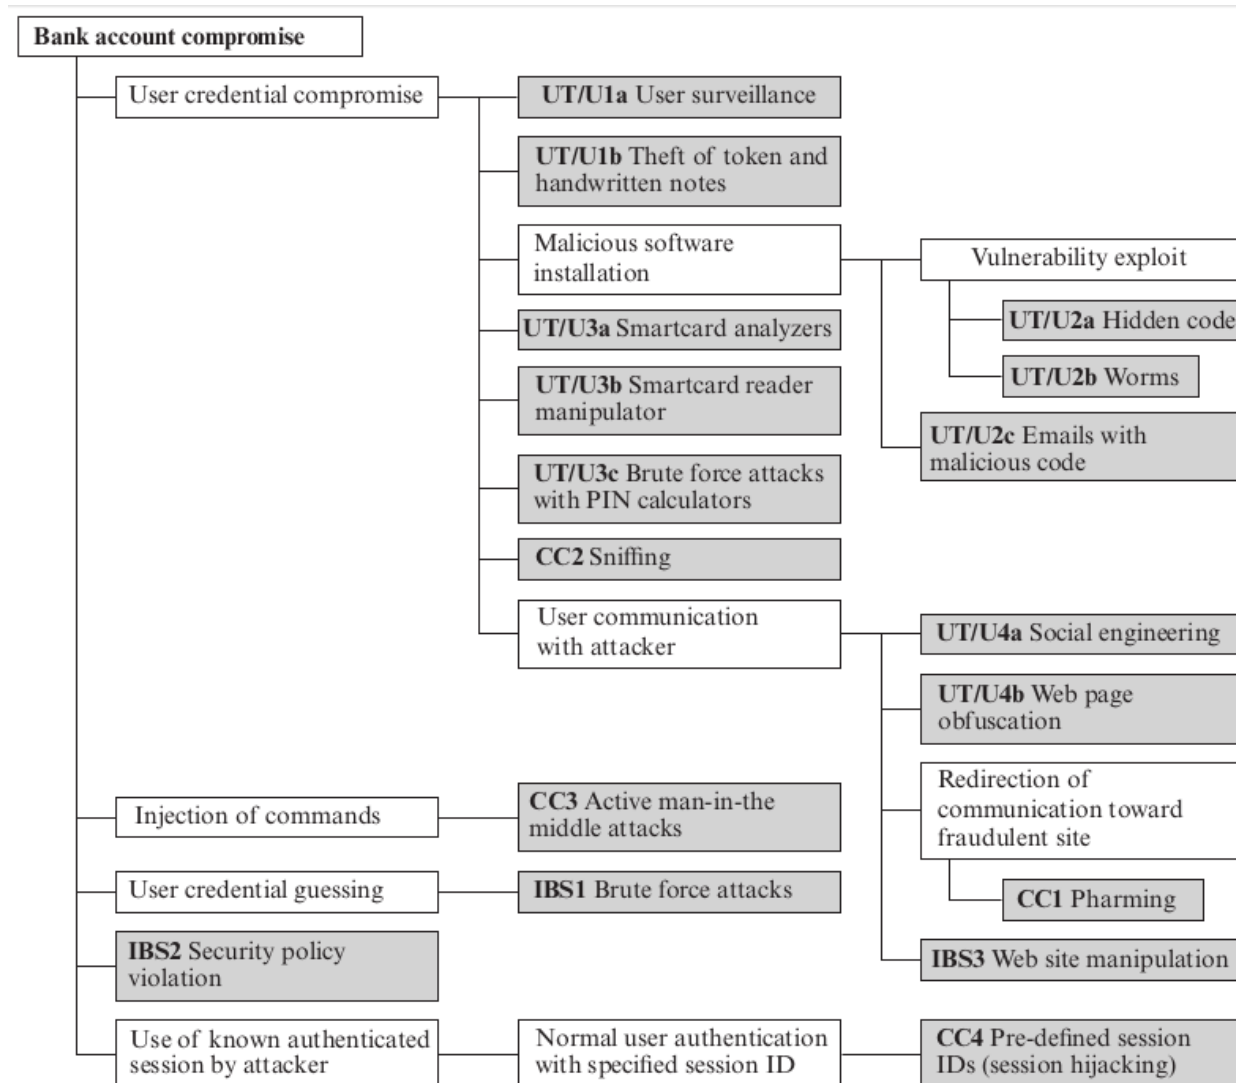 Bank account compromise
User credential compromise
UT/U1a User surveillance
UT/U1b Theft of token and
handwritten notes
Malicious software
installation
Vulnerability exploit
UT/U2a Hidden code
UT/U2b Worms
UT/U2c Emails with
malicious code
UT/U3a Smartcard analyzers
UT/U3b Smartcard reader
manipulator
UT/U3c Brute force attacks
with PIN calculators
CC2 Sniffing
User communication
with attacker
UT/U4a Social engineering
UT/U4b Web page
obfuscation
Redirection of
communication toward
fraudulent site
CC1 Pharming
IBS3 Web site manipulation
Injection of commands
CC3 Active man-in-the
middle attacks
User credential guessing
IBS1 Brute force attacks
IBS2 Security policy
violation
Use of known authenticated
session by attacker
Normal user authentication
with specified session ID
CC4 Pre-defined session
IDs (session hijacking)